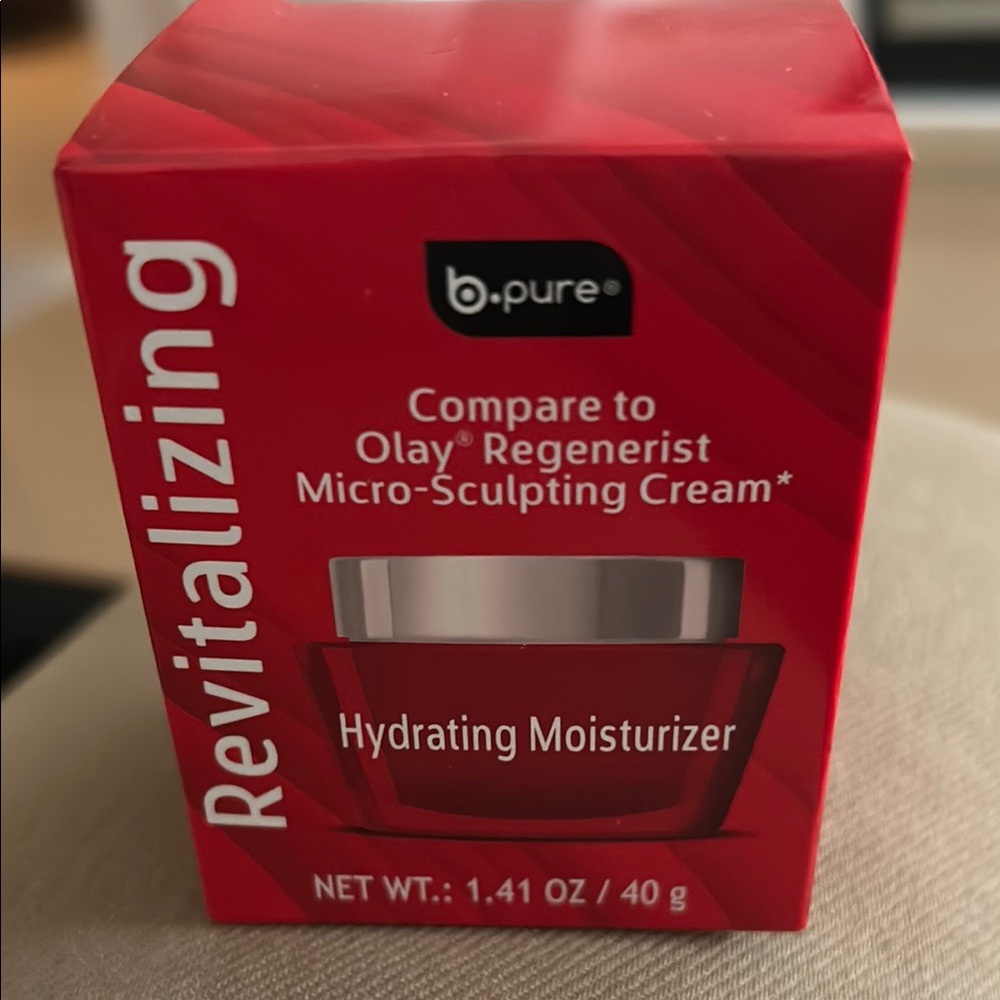 Revitalizing
b.pure®
Compare to
Olay® Regenerist
Micro-Sculpting Cream*
Hydrating Moisturizer
NET WT.: 1.41 OZ / 40 g